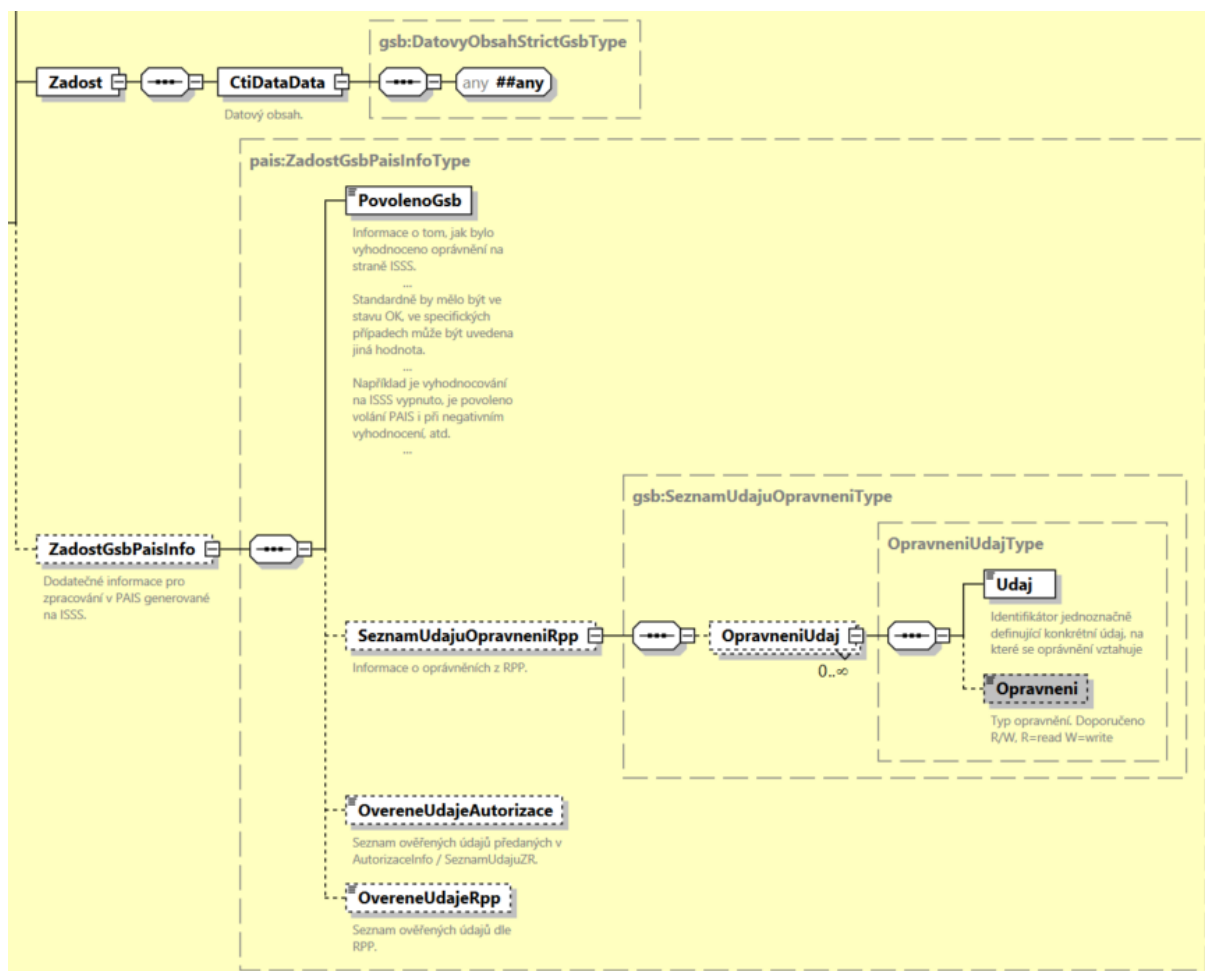 gsb:DatovyObsahStrictGsbType
Zadost
CtiDataData
any ##any
Datový obsah.
pais:ZadostGsbPaisInfoType
PovolenoGsb
Informace o tom, jak bylo
vyhodnoceno oprávnění na
straně ISSS.
...
Standardně by mělo být ve
stavu OK, ve specifických
případech může být uvedena
jiná hodnota.
...
Například je vyhodnocování
na ISSS vypnuto, je povoleno
volání PAIS i při negativním
vyhodnocení, atd.
...
ZadostGsbPaisInfo
Dodatečné informace pro
zpracování v PAIS generované
na ISSS.
SeznamUdajuOpravneniRpp
Informace o oprávněních z RPP.
gsb:SeznamUdajuOpravneniType
OpravneniUdaj
0..∞
OpravneniUdajType
Udaj
Identifikátor jednoznačně
definující konkrétní údaj, na
které se oprávnění vztahuje
Opravneni
Typ opravnění. Doporučeno
R/W, R=read W=write
OvereneUdajeAutorizace
Seznam ověřených údajů předaných v
AutorizaceInfo / SeznamUdajuZR.
OvereneUdajeRpp
Seznam ověřených údajů dle
RPP.